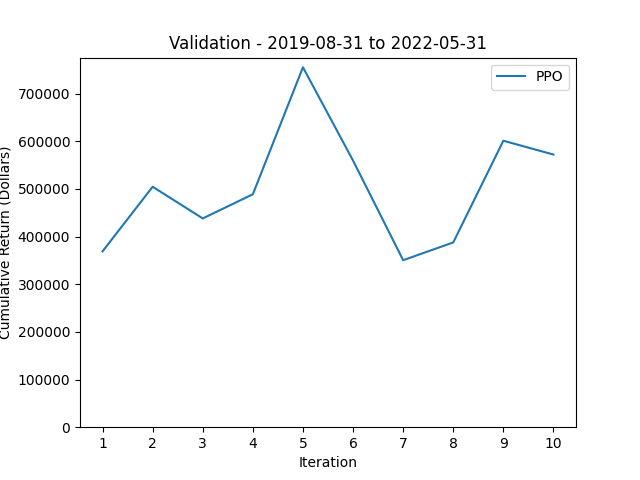 Validation - 2019-08-31 to 2022-05-31
PPO
700000
600000
500000
400000
300000
200000
100000
0
Cumulative Return (Dollars)
1 2 3 4 5 6 7 8 9 10
Iteration